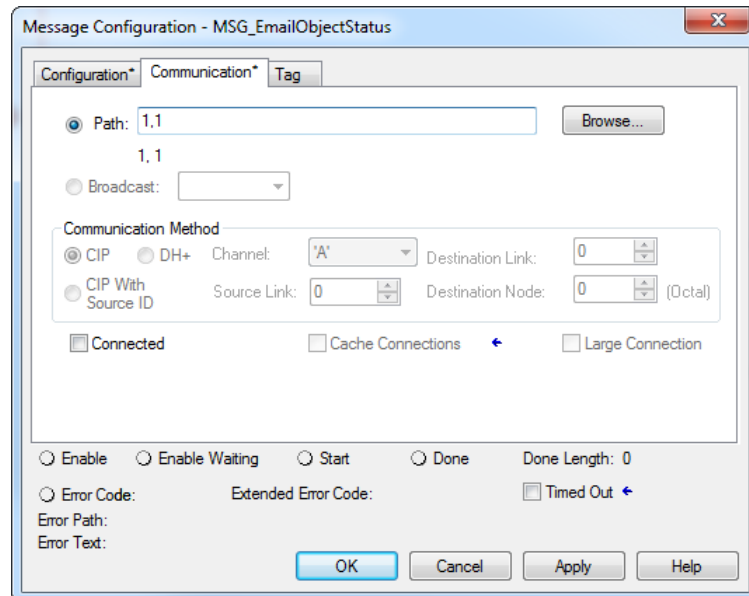 Message Configuration - MSG_EmailObjectStatus
Configuration* Communication* Tag
Path: 1,1 Browse...
1, 1
Broadcast:
Communication Method
CIP DH+ Channel: 'A' Destination Link: 0
CIP With Source ID Source Link: 0 Destination Node: 0 (Octal)
Connected Cache Connections Large Connection
Enable Enable Waiting Start Done Done Length: 0
Error Code: Extended Error Code: Timed Out
Error Path:
Error Text:
OK Cancel Apply Help